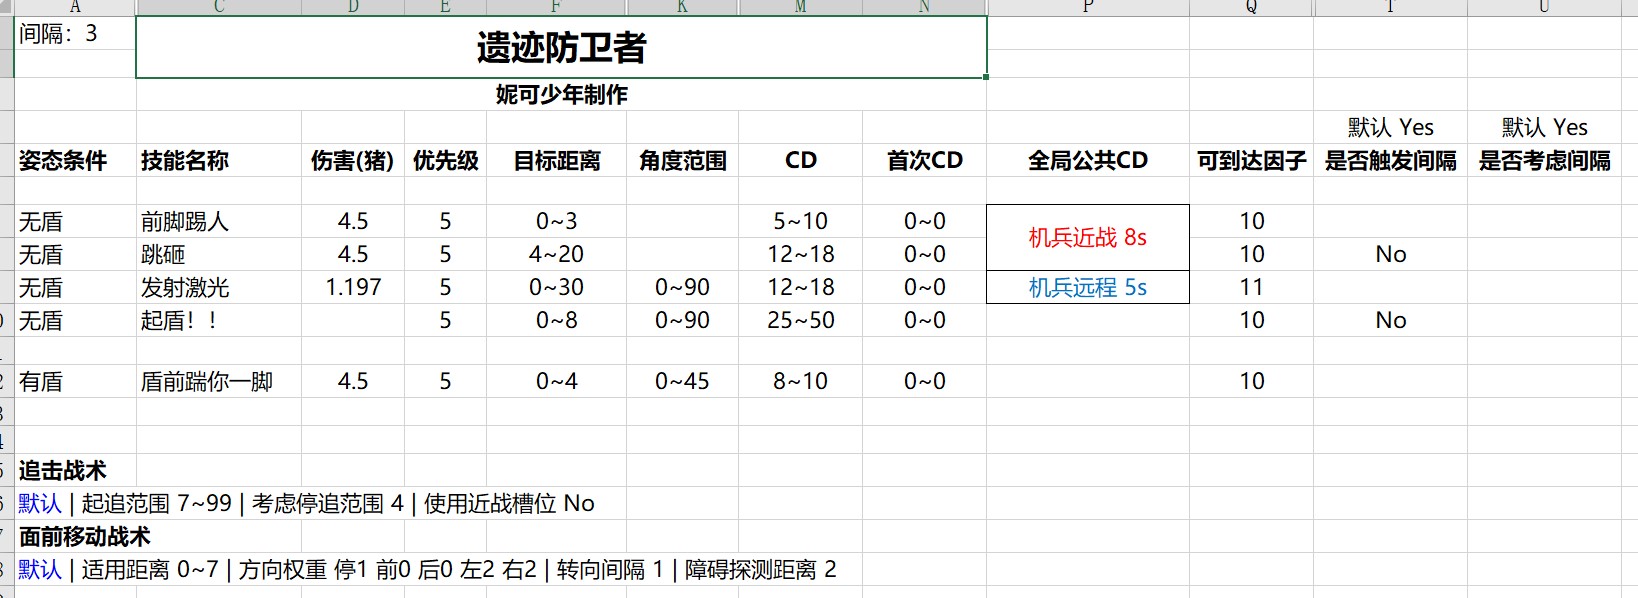 A C D E F K M N P Q T U
间隔：3
遗迹防卫者
妮可少年制作
默认 Yes 默认 Yes
姿态条件 技能名称 伤害(猪) 优先级 目标距离 角度范围 CD 首次CD 全局公共CD 可到达因子 是否触发间隔 是否考虑间隔
无盾 前脚踢人 4.5 5 0~3 5~10 0~0 10
机兵近战 8s
无盾 跳砸 4.5 5 4~20 12~18 0~0 10 No
无盾 发射激光 1.197 5 0~30 0~90 12~18 0~0 机兵远程 5s 11
无盾 起盾！！ 5 0~8 0~90 25~50 0~0 10 No
有盾 盾前踹你一脚 4.5 5 0~4 0~45 8~10 0~0 10
追击战术
默认 | 起追范围 7~99 | 考虑停追范围 4 | 使用近战槽位 No
面前移动战术
默认 | 适用距离 0~7 | 方向权重 停1 前0 后0 左2 右2 | 转向间隔 1 | 障碍探测距离 2